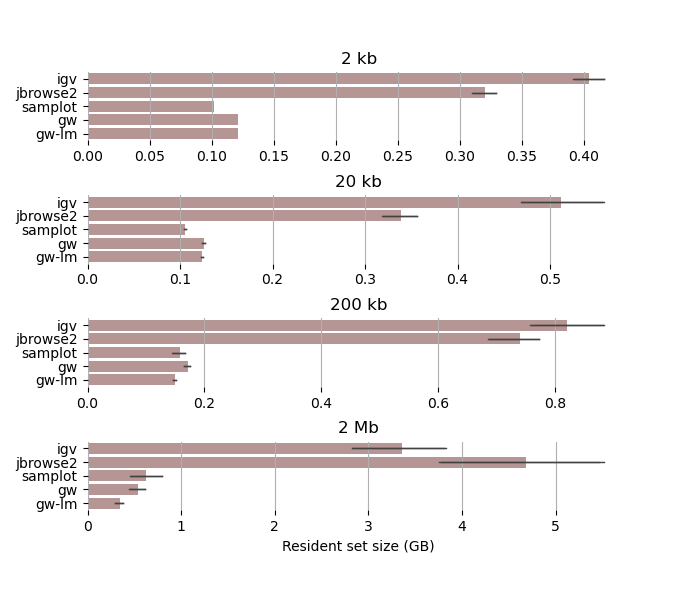 2 kb
igv
jbrowse2
samplot
gw
gw-lm
0.00 0.05 0.10 0.15 0.20 0.25 0.30 0.35 0.40
20 kb
igv
jbrowse2
samplot
gw
gw-lm
0.0 0.1 0.2 0.3 0.4 0.5
200 kb
igv
jbrowse2
samplot
gw
gw-lm
0.0 0.2 0.4 0.6 0.8
2 Mb
igv
jbrowse2
samplot
gw
gw-lm
0 1 2 3 4 5
Resident set size (GB)